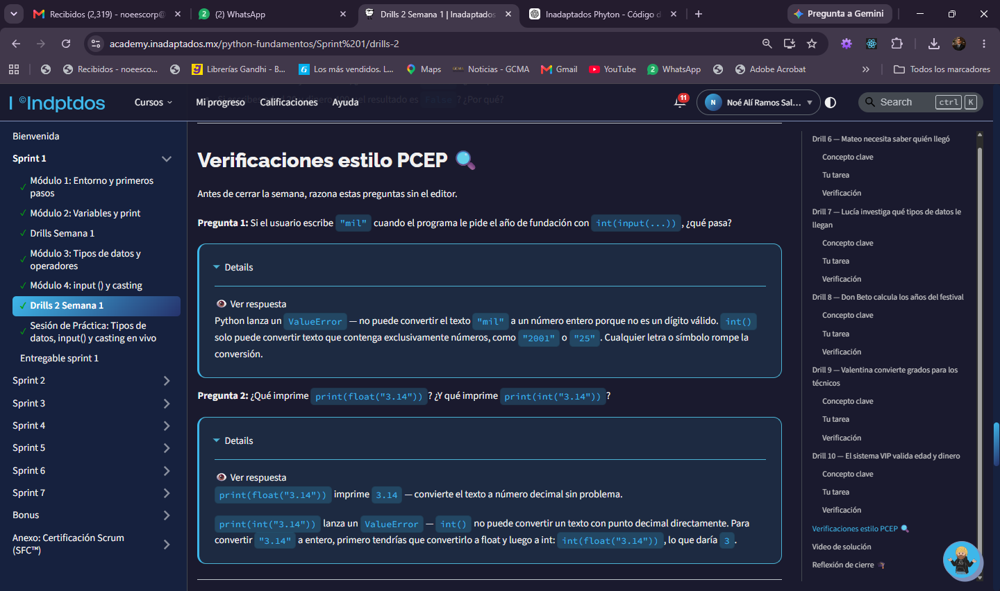 Recibidos (2,319) - noeescorp@
(2) WhatsApp
Drills 2 Semana 1 | Inadaptados
Inadaptados Phyton - Código d
Pregunta a Gemini
academy.inadaptados.mx/python-fundamentos/Sprint%201/drills-2
Recibidos - noeesco...
Librerías Gandhi - B...
Los más vendidos. L...
Maps
Noticias - GCMA
Gmail
YouTube
WhatsApp
Adobe Acrobat
Todos los marcadores
©Indptdos
Cursos
Mi progreso
Calificaciones
Ayuda
el resultado es False ? ¿Por qué?
11
N
Noé Alí Ramos Sal...
Search
ctrl K
Bienvenida
Sprint 1
✓ Módulo 1: Entorno y primeros
pasos
✓ Módulo 2: Variables y print
✓ Drills Semana 1
✓ Módulo 3: Tipos de datos y
operadores
✓ Módulo 4: input () y casting
✓ Drills 2 Semana 1
✓ Sesión de Práctica: Tipos de
datos, input() y casting en vivo
Entregable sprint 1
Sprint 2
Sprint 3
Sprint 4
Sprint 5
Sprint 6
Sprint 7
Bonus
Anexo: Certificación Scrum
(SFC™)
Verificaciones estilo PCEP 🔍
Antes de cerrar la semana, razona estas preguntas sin el editor.
Pregunta 1: Si el usuario escribe "mil" cuando el programa le pide el año de fundación con int(input(...)) , ¿qué pasa?
Details
👁 Ver respuesta
Python lanza un ValueError — no puede convertir el texto "mil" a un número entero porque no es un dígito válido. int()
solo puede convertir texto que contenga exclusivamente números, como "2001" o "25" . Cualquier letra o símbolo rompe la
conversión.
Pregunta 2: ¿Qué imprime print(float("3.14")) ? ¿Y qué imprime print(int("3.14")) ?
Details
👁 Ver respuesta
print(float("3.14")) imprime 3.14 — convierte el texto a número decimal sin problema.
print(int("3.14")) lanza un ValueError — int() no puede convertir un texto con punto decimal directamente. Para
convertir "3.14" a entero, primero tendrías que convertirlo a float y luego a int: int(float("3.14")) , lo que daría 3 .
Drill 6 — Mateo necesita saber quién llegó
Concepto clave
Tu tarea
Verificación
Drill 7 — Lucía investiga qué tipos de datos le
llegan
Concepto clave
Tu tarea
Verificación
Drill 8 — Don Beto calcula los años del festival
Concepto clave
Tu tarea
Verificación
Drill 9 — Valentina convierte grados para los
técnicos
Concepto clave
Tu tarea
Verificación
Drill 10 — El sistema VIP valida edad y dinero
Concepto clave
Tu tarea
Verificación
Verificaciones estilo PCEP 🔍
Video de solución
Reflexión de cierre